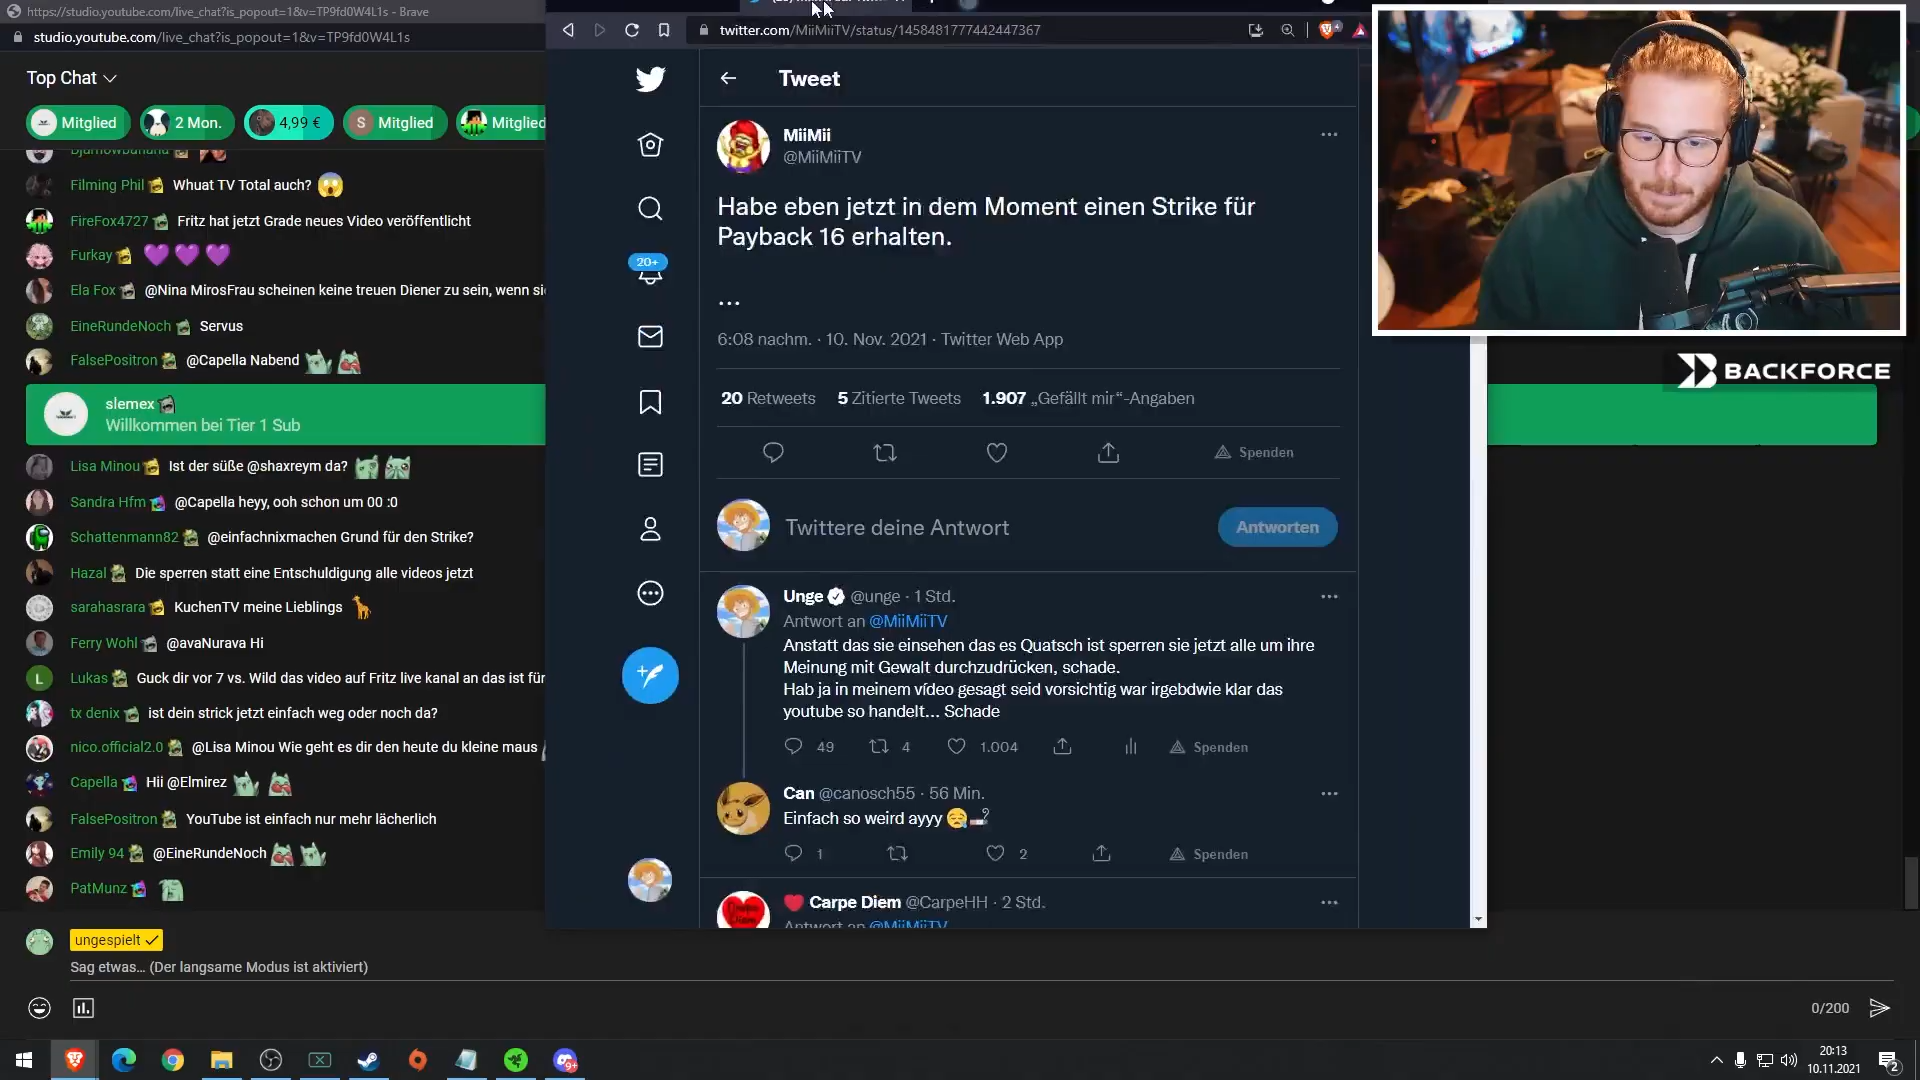 https://studio.youtube.com/live_chat?is_popout=1&v=TP9fd0W4L1s - Brave
studio.youtube.com/live_chat?is_popout=1&v=TP9fd0W4L1s
Top Chat
Mitglied
2 Mon.
4,99 €
S Mitglied
Mitglied
Filming Phil Whuat TV Total auch?
FireFox4727 Fritz hat jetzt Grade neues Video veröffentlicht
Furkay
Ela Fox @Nina MirosFrau scheinen keine treuen Diener zu sein, wenn si
EineRundeNoch Servus
FalsePositron @Capella Nabend
slemex
Willkommen bei Tier 1 Sub
Lisa Minou Ist der süße @shaxreym da?
Sandra Hfm @Capella heyy, ooh schon um 00 :0
Schattenmann82 @einfachnixmachen Grund für den Strike?
Hazal Die sperren statt eine Entschuldigung alle videos jetzt
sarahasrara KuchenTV meine Lieblings
Ferry Wohl @avaNurava Hi
L Lukas Guck dir vor 7 vs. Wild das video auf Fritz live kanal an das ist für
tx denix ist dein strick jetzt einfach weg oder noch da?
nico.official2.0 @Lisa Minou Wie geht es dir den heute du kleine maus
Capella Hii @Elmirez
FalsePositron YouTube ist einfach nur mehr lächerlich
Emily 94 @EineRundeNoch
PatMunz
ungespielt
Sag etwas... (Der langsame Modus ist aktiviert)
0/200
twitter.com/MiiMiiTV/status/1458481777442447367
4
Tweet
MiiMii
@MiiMiiTV
Habe eben jetzt in dem Moment einen Strike für
Payback 16 erhalten.
...
6:08 nachm. · 10. Nov. 2021 · Twitter Web App
20 Retweets 5 Zitierte Tweets 1.907 „Gefällt mir“-Angaben
Spenden
Twittere deine Antwort
Antworten
20+
Unge @unge · 1 Std.
Antwort an @MiiMiiTV
Anstatt das sie einsehen das es Quatsch ist sperren sie jetzt alle um ihre
Meinung mit Gewalt durchzudrücken, schade.
Hab ja in meinem vídeo gesagt seid vorsichtig war irgebdwie klar das
youtube so handelt... Schade
49 4 1.004 Spenden
Can @canosch55 · 56 Min.
Einfach so weird ayyy
1 2 Spenden
Carpe Diem @CarpeHH · 2 Std.
Antwort an @MiiMiiTV
BACKFORCE
9+
20:13
10.11.2021
2